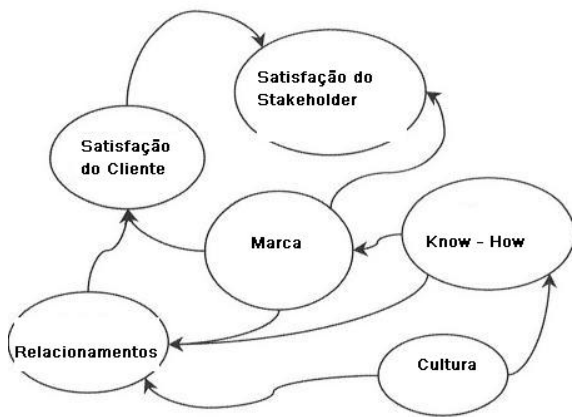 Satisfação do
Stakeholder
Satisfação
do Cliente
Marca
Know - How
Relacionamentos
Cultura